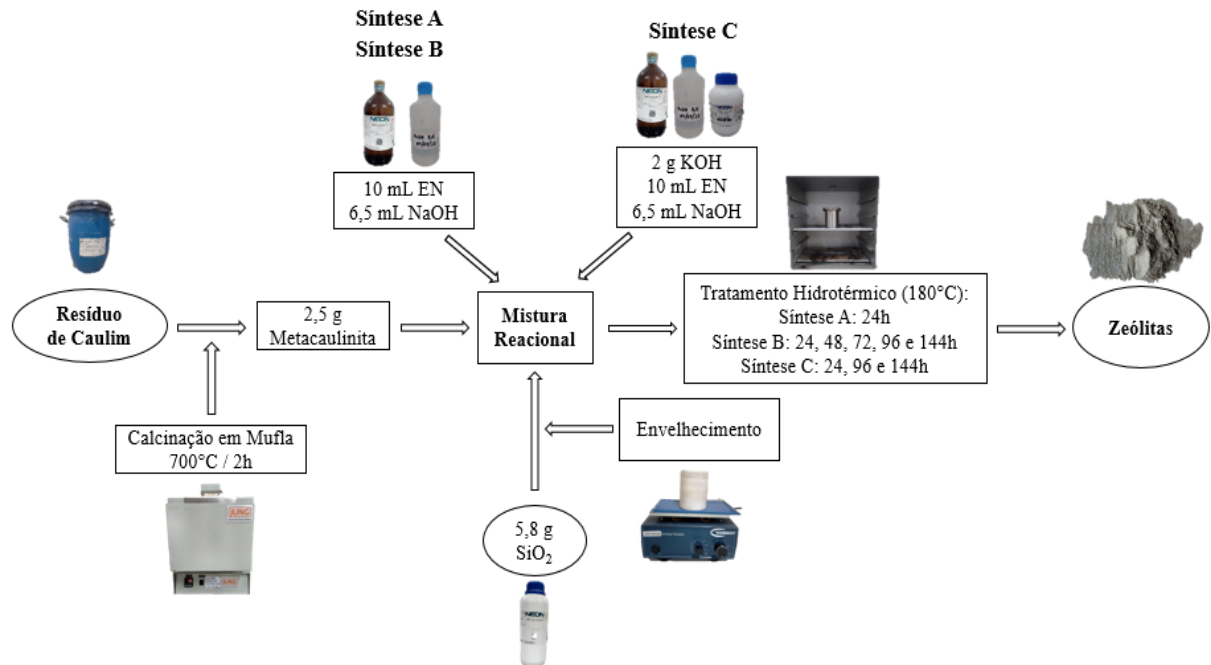 Síntese A
Síntese B
Síntese C
NEON
NEON
10 mL EN
6,5 mL NaOH
2 g KOH
10 mL EN
6,5 mL NaOH
Resíduo
de Caulim
2,5 g
Metacaulinita
Mistura
Reacional
Tratamento Hidrotérmico (180°C):
Síntese A: 24h
Síntese B: 24, 48, 72, 96 e 144h
Síntese C: 24, 96 e 144h
Zeólitas
Calcinação em Mufla
700°C / 2h
Envelhecimento
JUNG
JUNG
5,8 g
SiO₂
NEON